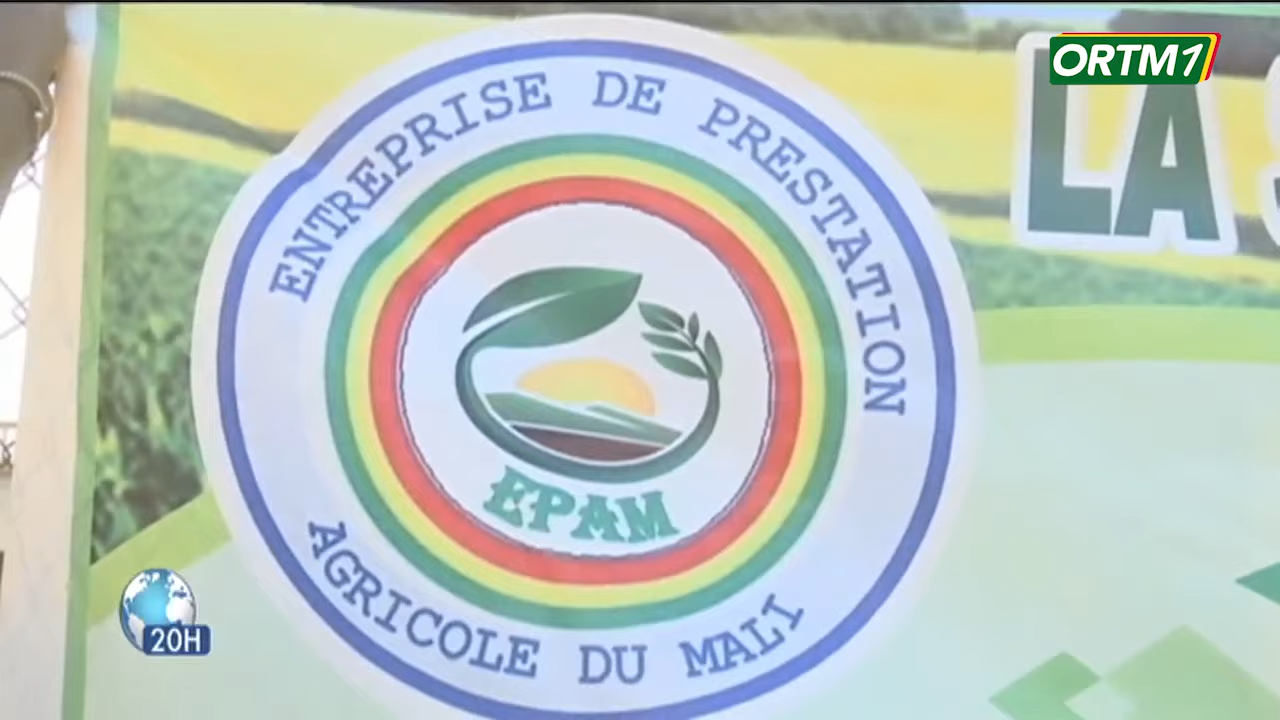 ORTM1
LA
ENTREPRISE DE PRESTATION
AGRICOLE DU MALI
EPAM
20H